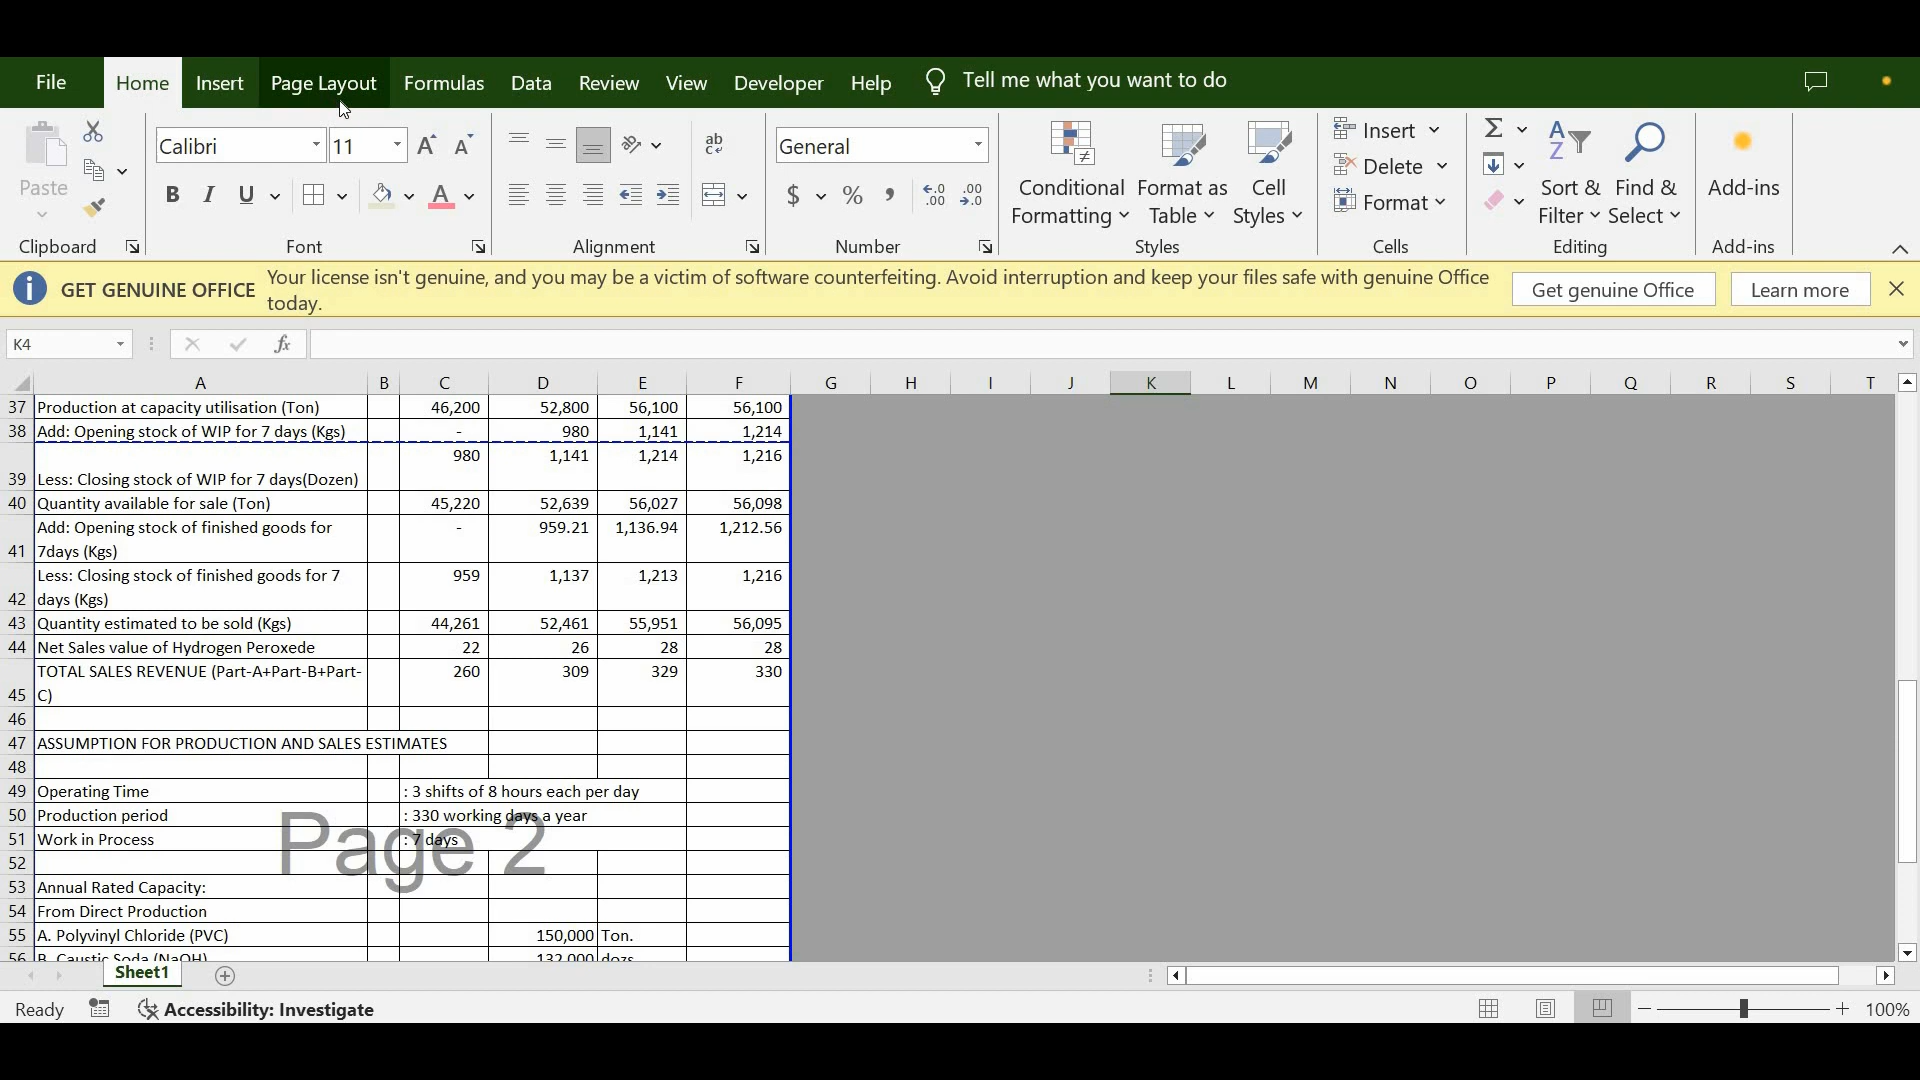 File Home Insert Page Layout Formulas Data Review View Developer Help Tell me what you want to do
Paste
Calibri 11
B I U A
ab
c
General
$ % , .00 .00
Conditional Formatting
Format as Table
Cell Styles
Insert
Delete
Format
Sort & Filter
Find & Select
Add-ins
Clipboard Font Alignment Number Styles Cells Editing Add-ins
GET GENUINE OFFICE Your license isn't genuine, and you may be a victim of software counterfeiting. Avoid interruption and keep your files safe with genuine Office
today.
Get genuine Office Learn more
K4 fx
A B C D E F G H I J K L M N O P Q R S T
37 Production at capacity utilisation (Ton) 46,200 52,800 56,100 56,100
38 Add: Opening stock of WIP for 7 days (Kgs) - 980 1,141 1,214
980 1,141 1,214 1,216
39 Less: Closing stock of WIP for 7 days(Dozen)
40 Quantity available for sale (Ton) 45,220 52,639 56,027 56,098
Add: Opening stock of finished goods for - 959.21 1,136.94 1,212.56
41 7days (Kgs)
Less: Closing stock of finished goods for 7 959 1,137 1,213 1,216
42 days (Kgs)
43 Quantity estimated to be sold (Kgs) 44,261 52,461 55,951 56,095
44 Net Sales value of Hydrogen Peroxede 22 26 28 28
TOTAL SALES REVENUE (Part-A+Part-B+Part- 260 309 329 330
45 C)
46
47 ASSUMPTION FOR PRODUCTION AND SALES ESTIMATES
48
49 Operating Time : 3 shifts of 8 hours each per day
50 Production period : 330 working days a year
51 Work in Process : 7 days
Page 2
52
53 Annual Rated Capacity:
54 From Direct Production
55 A. Polyvinyl Chloride (PVC) 150,000 Ton.
56 B. Caustic Soda (NaOH) 132,000 dozs
Sheet1
Ready Accessibility: Investigate 100%